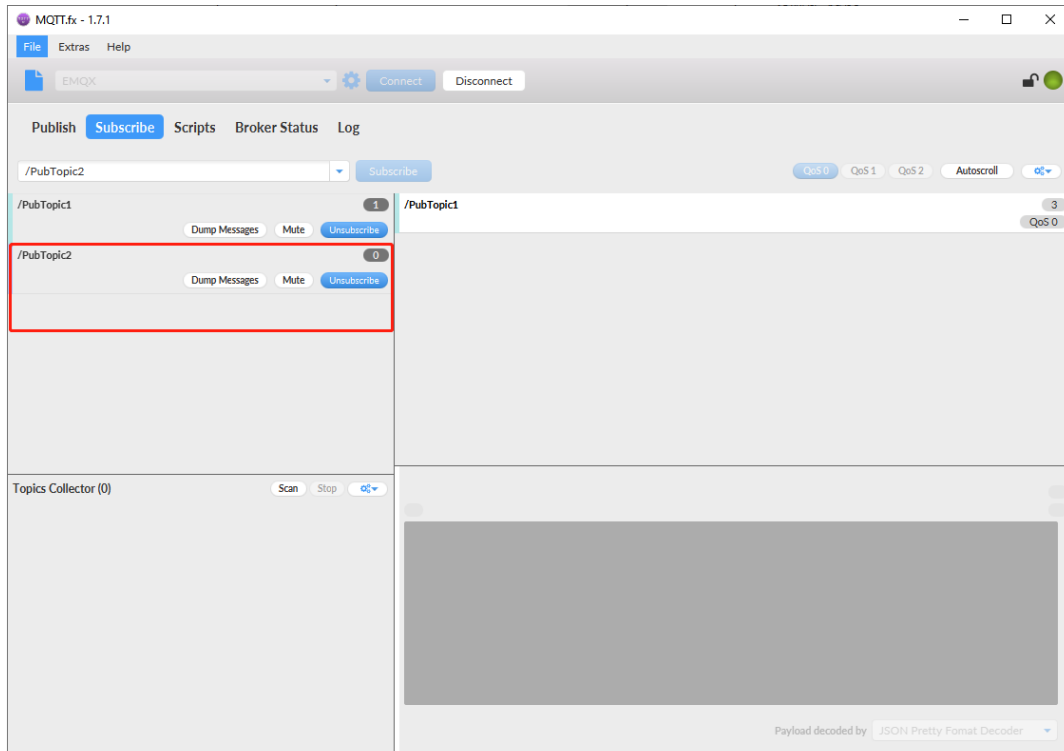 MQTT.fx - 1.7.1
File Extras Help
EMQX Connect Disconnect
Publish Subscribe Scripts Broker Status Log
/PubTopic2 Subscribe QoS 0 QoS 1 QoS 2 Autoscroll
/PubTopic1 1
Dump Messages Mute Unsubscribe
/PubTopic2 0
Dump Messages Mute Unsubscribe
/PubTopic1 3
QoS 0
Topics Collector (0) Scan Stop
Payload decoded by JSON Pretty Fomat Decoder